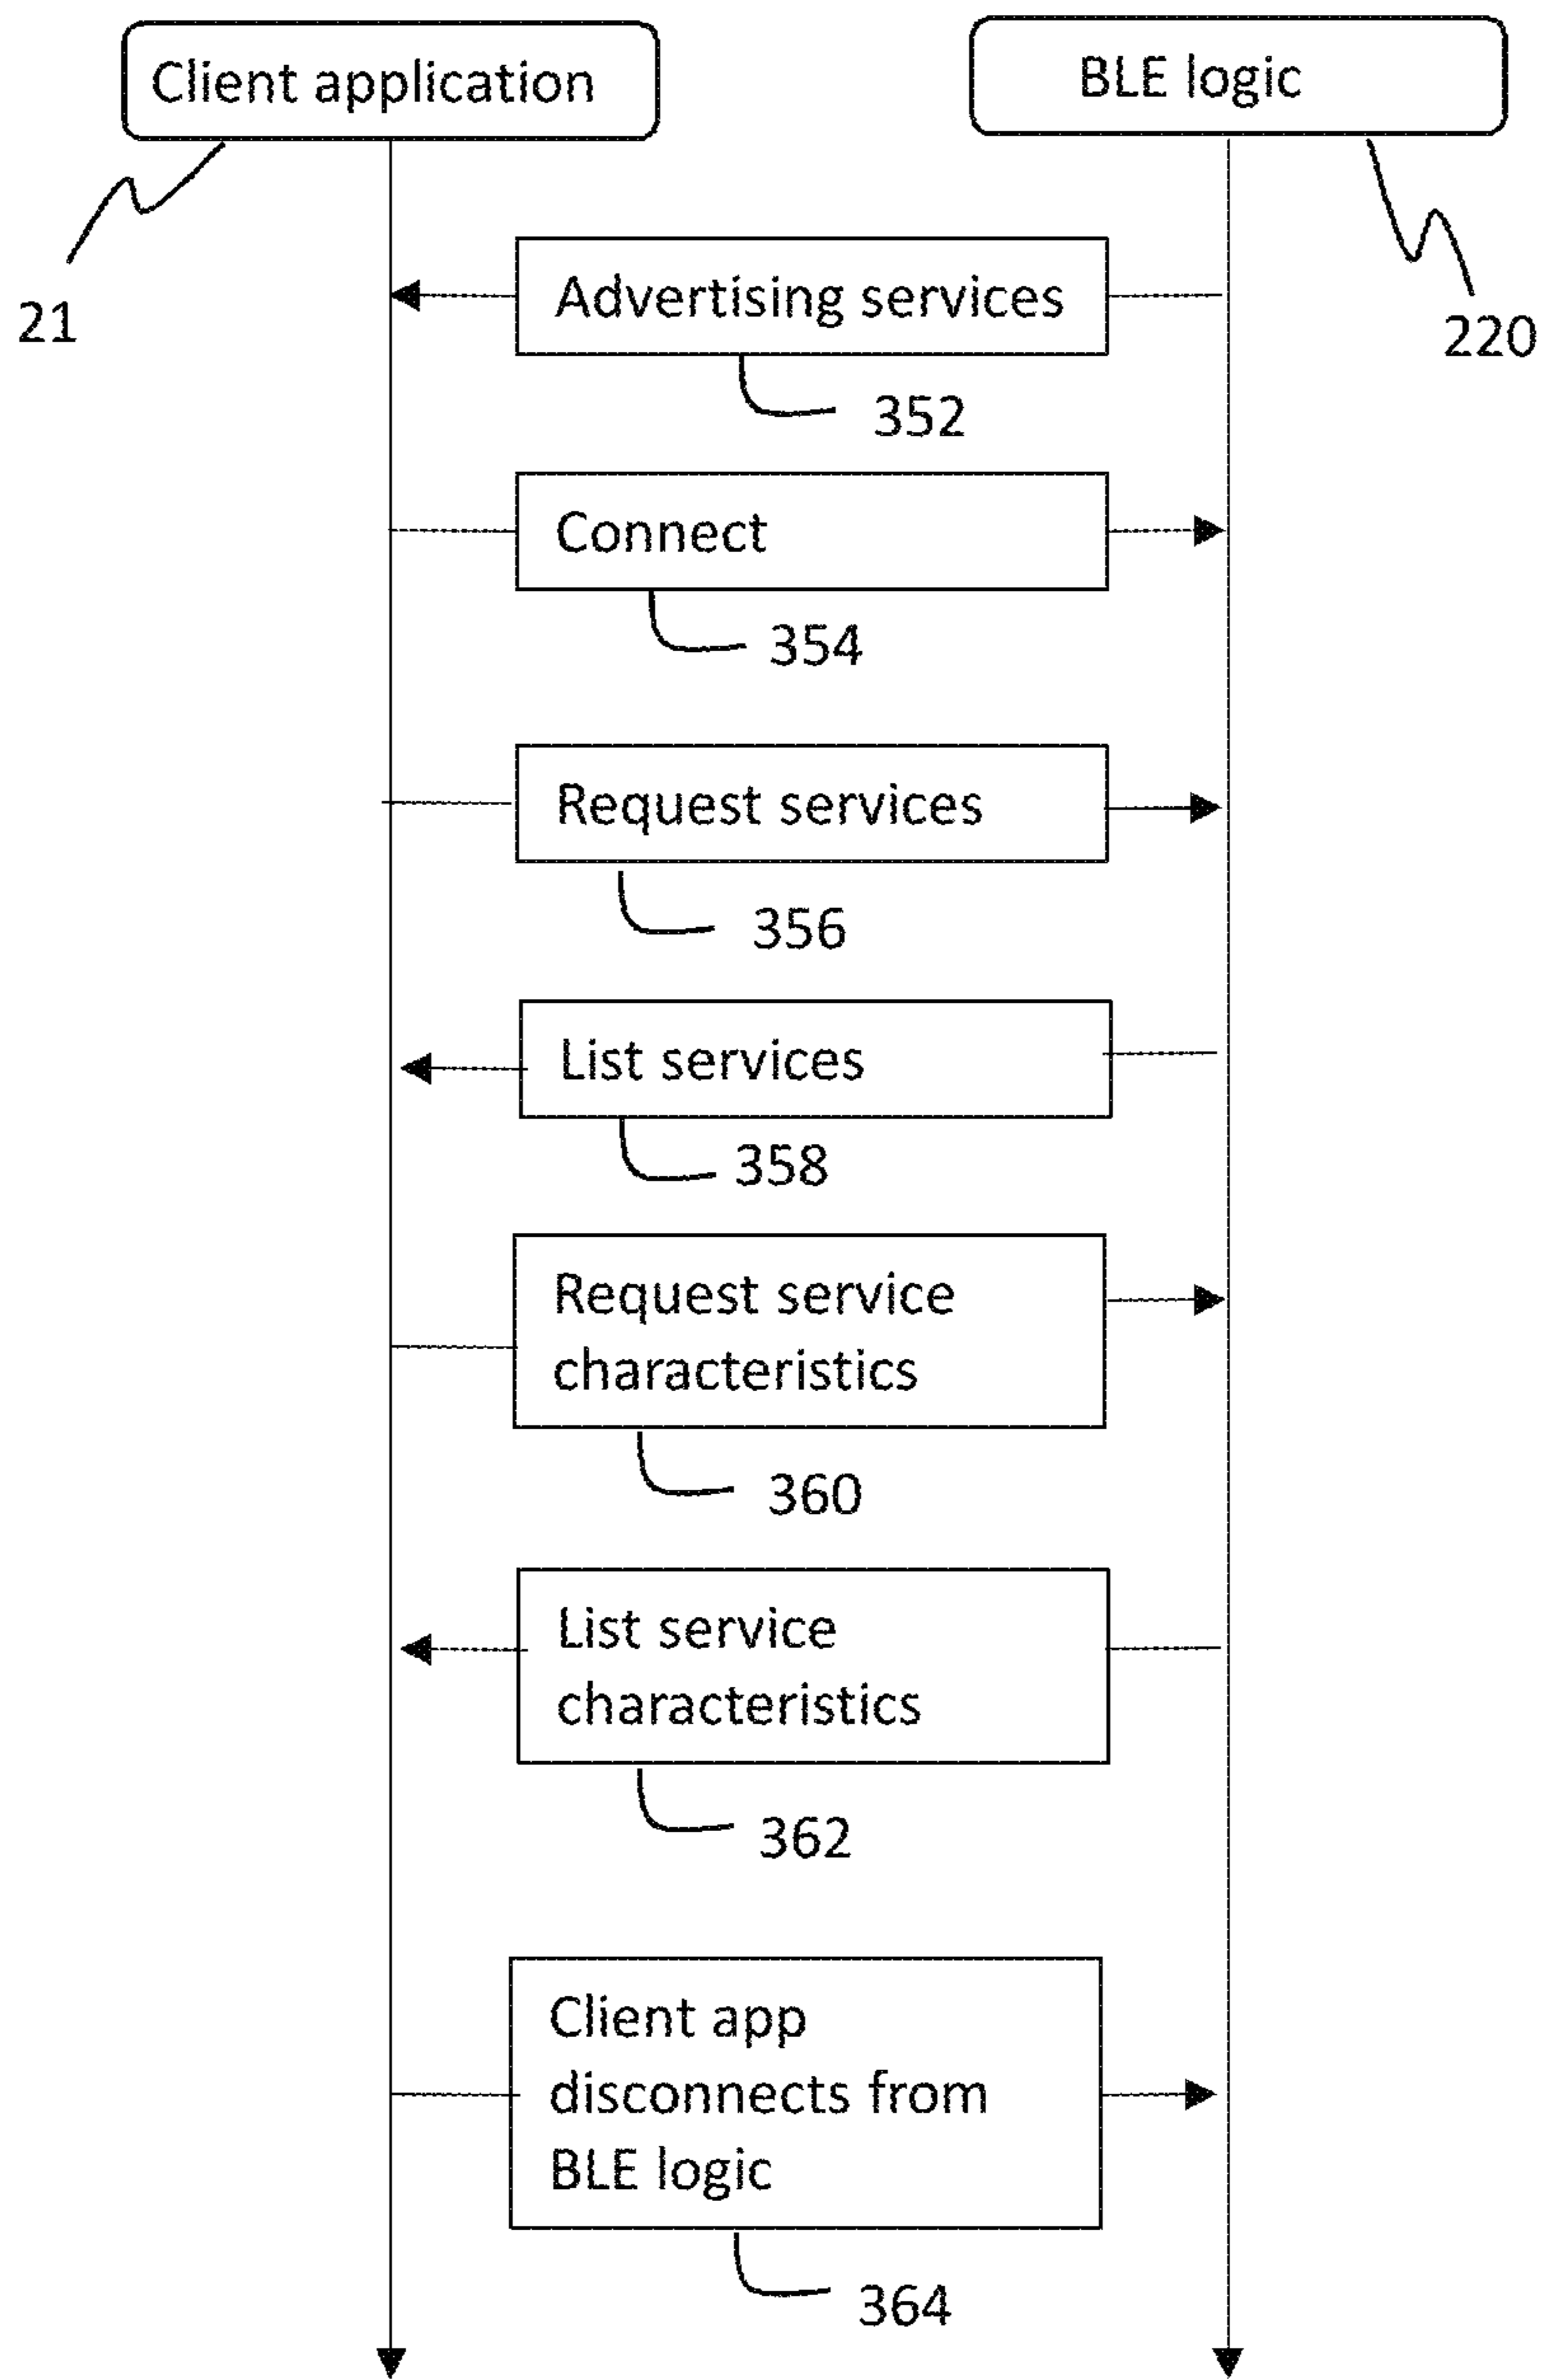 Client application
BLE logic
21
220
Advertising services
352
Connect
354
Request services
356
List services
358
Request service
characteristics
360
List service
characteristics
362
Client app
disconnects from
BLE logic
364